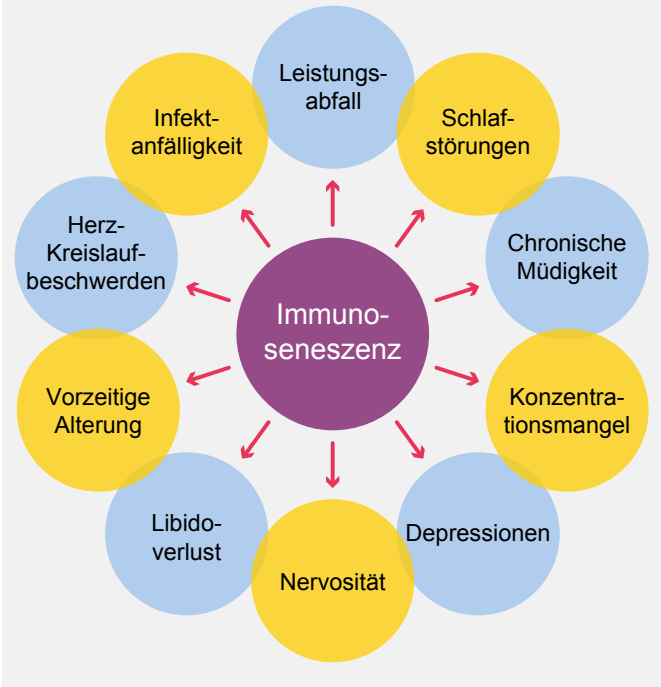 Leistungs-
abfall
Schlaf-
störungen
Chronische
Müdigkeit
Konzentra-
tionsmangel
Depressionen
Nervosität
Libido-
verlust
Vorzeitige
Alterung
Herz-
Kreislauf-
beschwerden
Infekt-
anfälligkeit
Immuno-
seneszenz